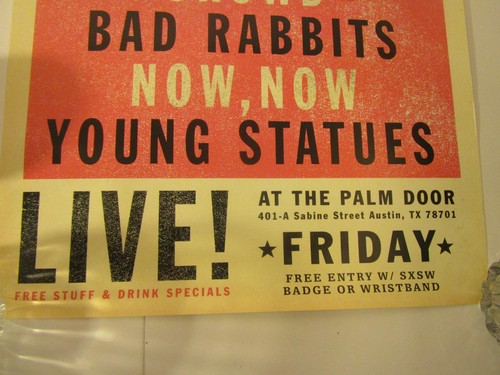 BAD RABBITS
NOW, NOW
YOUNG STATUES
LIVE!
FREE STUFF & DRINK SPECIALS
AT THE PALM DOOR
401-A Sabine Street Austin, TX 78701
★FRIDAY★
FREE ENTRY W/ SXSW
BADGE OR WRISTBAND